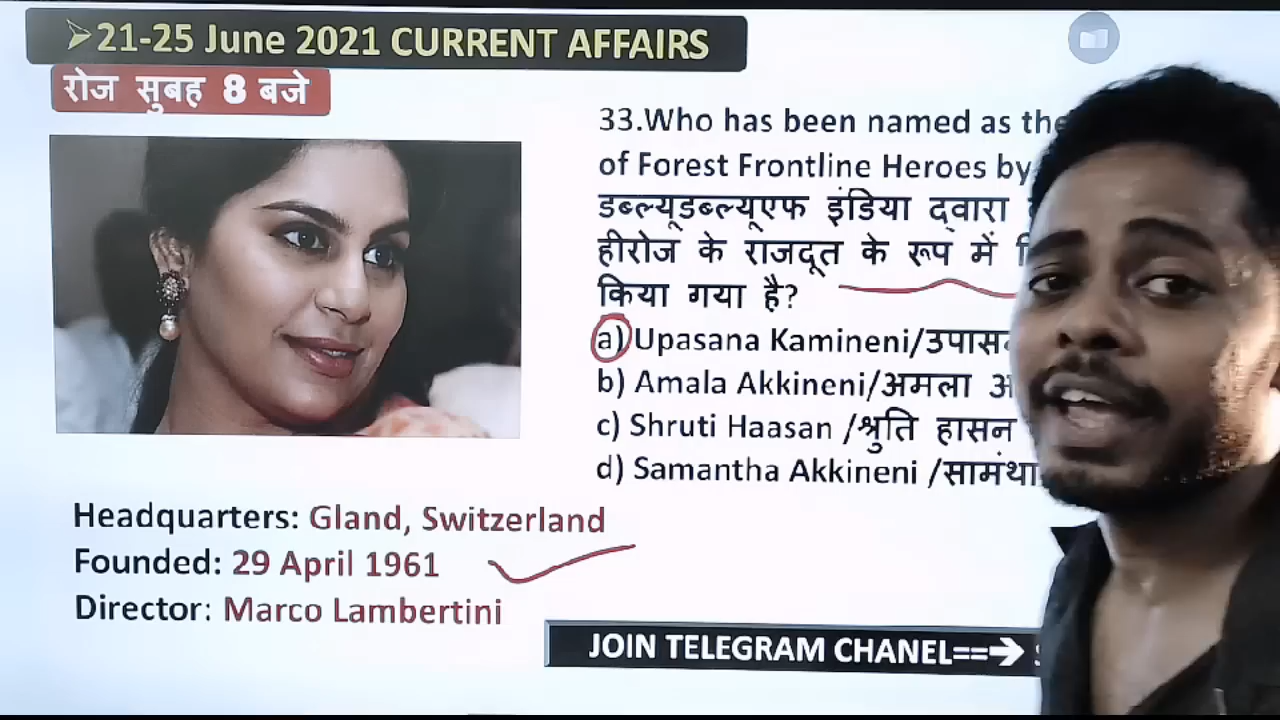 21-25 June 2021 CURRENT AFFAIRS
रोज सुबह 8 बजे
33.Who has been named as the
of Forest Frontline Heroes by
डब्ल्यूडब्ल्यूएफ इंडिया द्वारा
हीरोज के राजदूत के रूप में
किया गया है?
a) Upasana Kamineni/
b) Amala Akkineni/अमला
c) Shruti Haasan /श्रुति हासन
d) Samantha Akkineni /
Headquarters: Gland, Switzerland
Founded: 29 April 1961
Director: Marco Lambertini
JOIN TELEGRAM CHANEL==➔